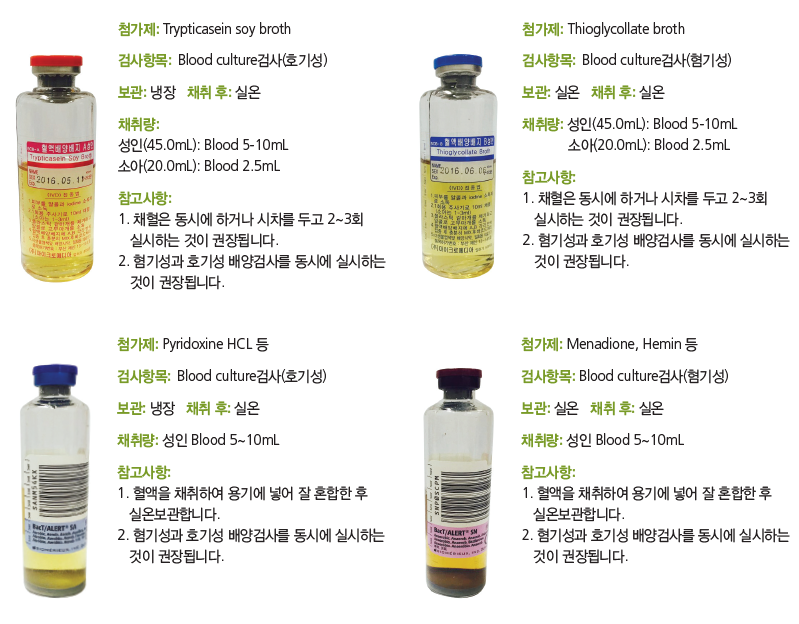 첨가제: Trypticasein soy broth
검사항목: Blood culture검사(호기성)
보관: 냉장 채취 후: 실온
채취량:
성인(45.0mL): Blood 5-10mL
소아(20.0mL): Blood 2.5mL
참고사항:
1. 채혈은 동시에 하거나 시차를 두고 2~3회
실시하는 것이 권장됩니다.
2. 혐기성과 호기성 배양검사를 동시에 실시하는
것이 권장됩니다.
혈액배양배지 A
Trypticasein Soy Broth
2016.05.11
첨가제: Thioglycollate broth
검사항목: Blood culture검사(혐기성)
보관: 실온 채취 후: 실온
채취량: 성인(45.0mL): Blood 5-10mL
소아(20.0mL): Blood 2.5mL
참고사항:
1. 채혈은 동시에 하거나 시차를 두고 2~3회
실시하는 것이 권장됩니다.
2. 혐기성과 호기성 배양검사를 동시에 실시하는
것이 권장됩니다.
혈액배양배지 B
Thioglycollate Broth
2016.06.0
첨가제: Pyridoxine HCL 등
검사항목: Blood culture검사(호기성)
보관: 냉장 채취 후: 실온
채취량: 성인 Blood 5~10mL
참고사항:
1. 혈액을 채취하여 용기에 넣어 잘 혼합한 후
실온보관합니다.
2. 혐기성과 호기성 배양검사를 동시에 실시하는
것이 권장됩니다.
BacT/ALERT® SA
첨가제: Menadione, Hemin 등
검사항목: Blood culture검사(혐기성)
보관: 실온 채취 후: 실온
채취량: 성인 Blood 5~10mL
참고사항:
1. 혈액을 채취하여 용기에 넣어 잘 혼합한 후
실온보관합니다.
2. 혐기성과 호기성 배양검사를 동시에 실시하는
것이 권장됩니다.
BacT/ALERT® SN